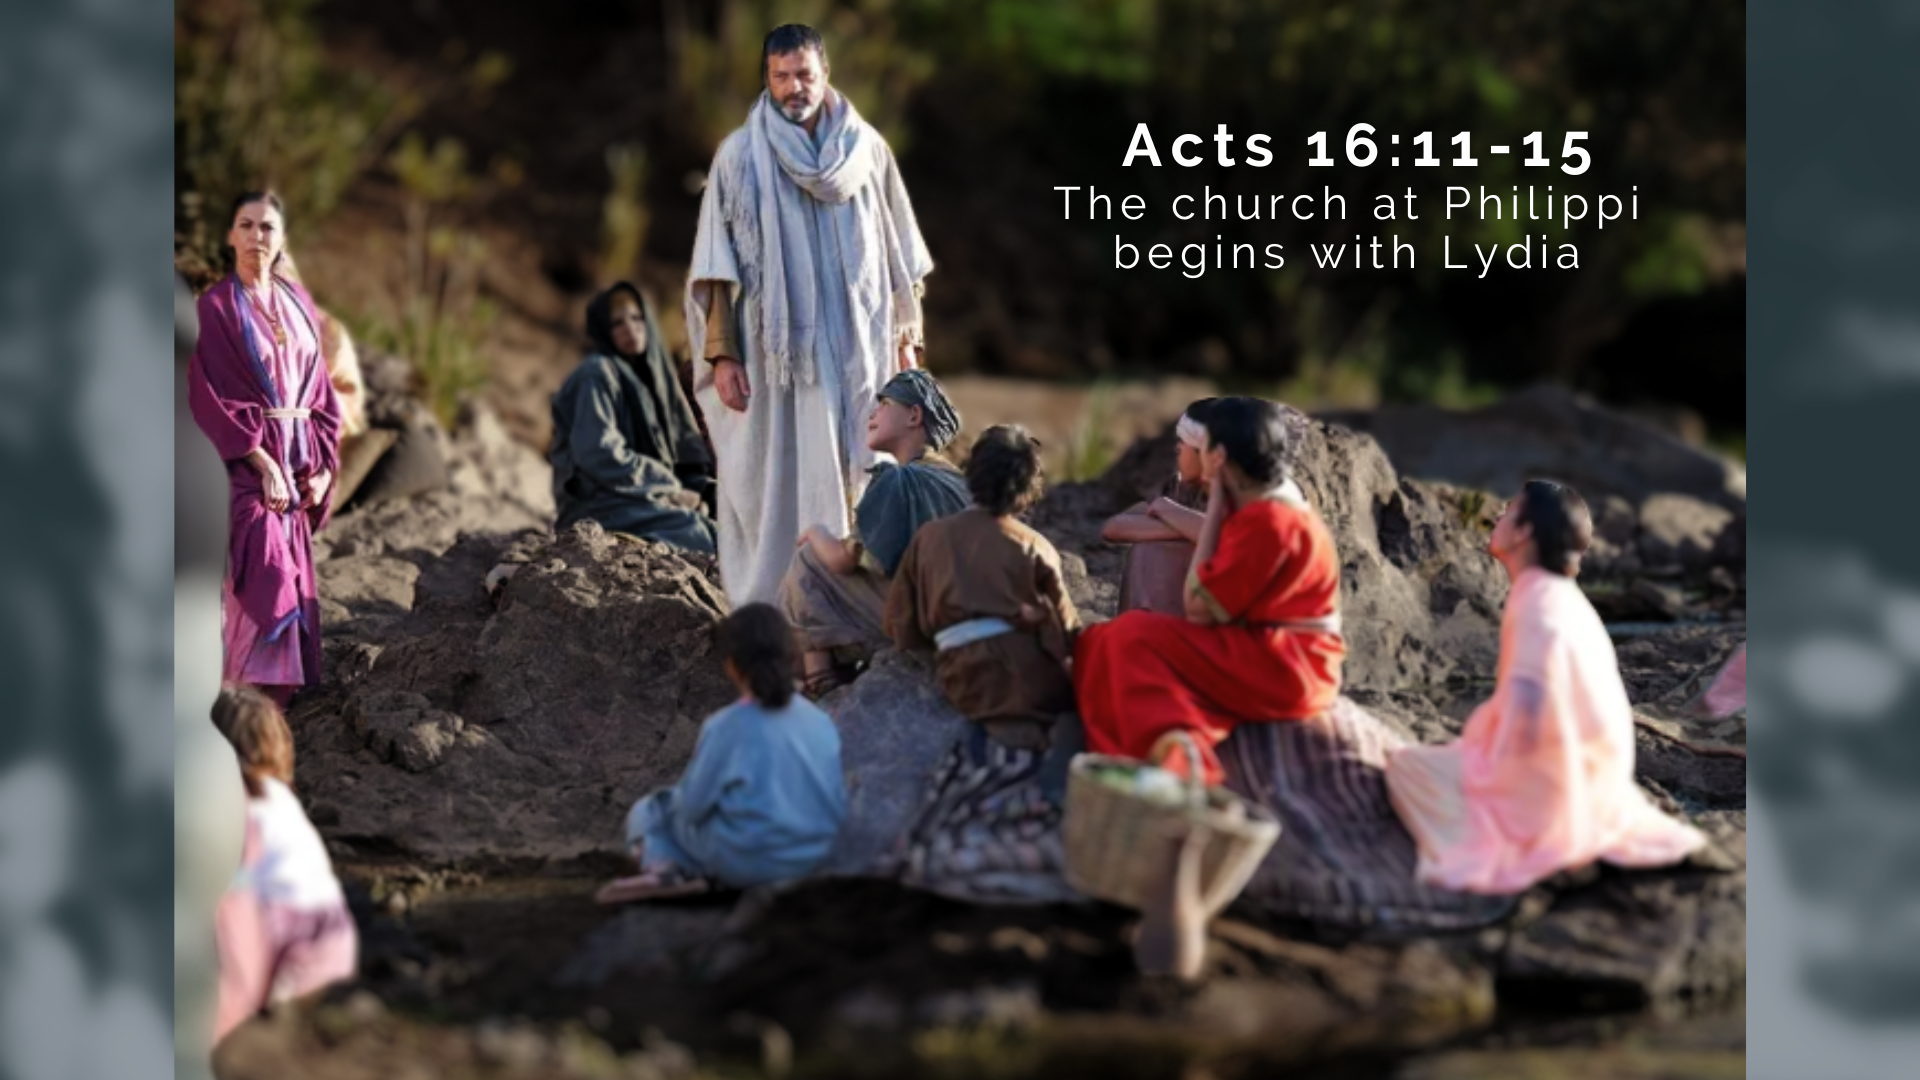 Acts 16:11-15
The church at Philippi
begins with Lydia